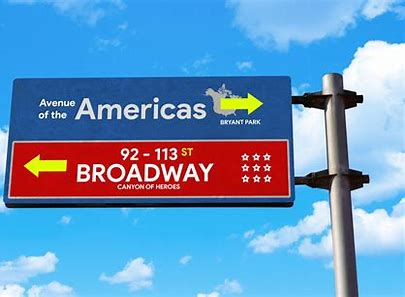 Avenue
of the
Americas
BRYANT PARK
92 - 113 ST
BROADWAY
CANYON OF HEROES